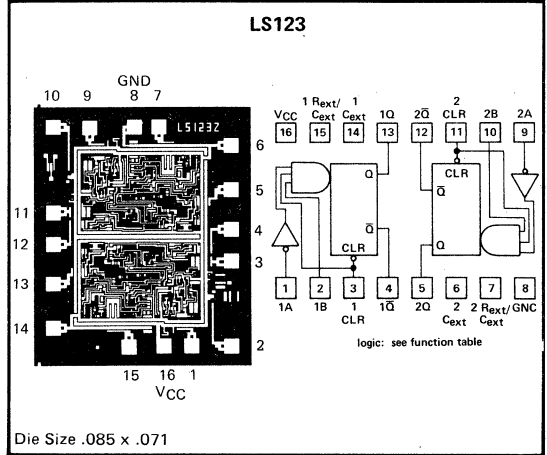 LS123
GND
10 9 8 7
LS123Z
6
5
4
3
2
11
12
13
14
15 16 1
VCC
1 Rext/ 1 2
VCC Cext Cext 1Q 2Q̅ CLR 2B 2A
16 15 14 13 12 11 10 9
Q CLR
Q̅
Q̅
CLR Q
1 2 3 4 5 6 7 8
1A 1B 1 1Q̅ 2Q 2 2 Rext/ GNC
CLR Cext Cext
logic: see function table
Die Size .085 x .071